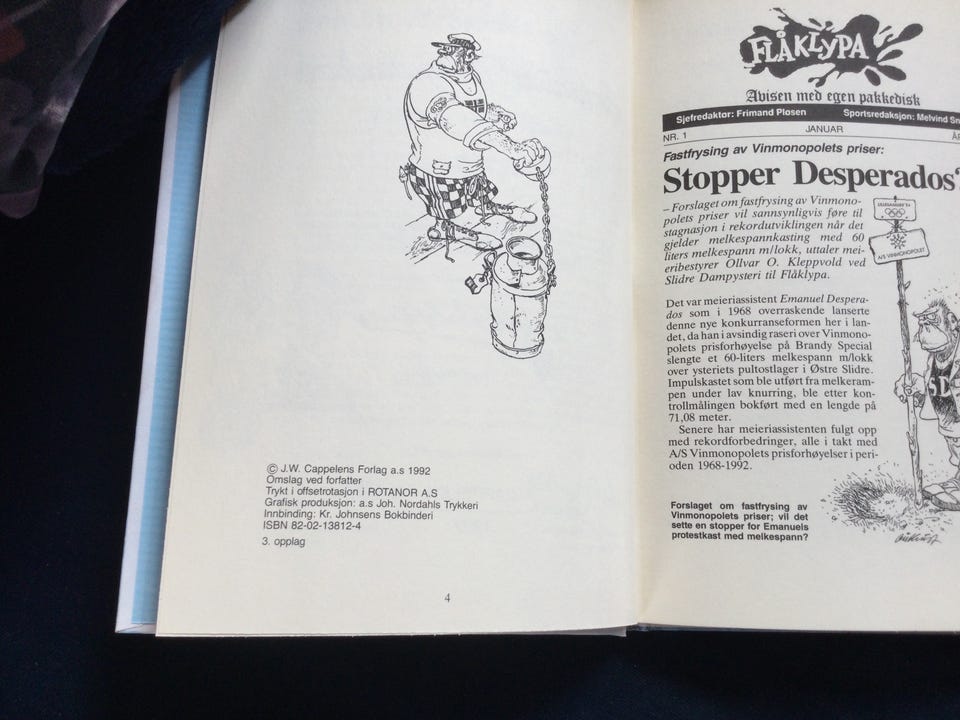 © J.W. Cappelens Forlag a.s 1992
Omslag ved forfatter
Trykt i offsetrotasjon i ROTANOR A.S
Grafisk produksjon: a.s Joh. Nordahls Trykkeri
Innbinding: Kr. Johnsens Bokbinderi
ISBN 82-02-13812-4
3. opplag
4
FLÅKLYPA
Avisen med egen pakkedisk
Sjefredaktør: Frimand Pløsen Sportsredaksjon: Melvind
NR. 1 JANUAR
Fastfrysing av Vinmonopolets priser:
Stopper Desperados?
– Forslaget om fastfrysing av Vinmono-
polets priser vil sannsynligvis føre til
stagnasjon i rekordutviklingen når det
gjelder melkespannkasting med 60
liters melkespann m/lokk, uttaler mei-
eribestyrer Ollvar O. Kleppvold ved
Slidre Dampysteri til Flåklypa.
A/S VINMONOPOLET
Det var meieriassistent Emanuel Despera-
dos som i 1968 overraskende lanserte
denne nye konkurranseformen her i lan-
det, da han i avsindig raseri over Vinmono-
polets prisforhøyelse på Brandy Special
slengte et 60-liters melkespann m/lokk
over ysteriets pultostlager i Østre Slidre.
Impulskastet som ble utført fra melkeram-
pen under lav knurring, ble etter kon-
trollmålingen bokført med en lengde på
71,08 meter.
Senere har meieriassistenten fulgt opp
med rekordforbedringer, alle i takt med
A/S Vinmonopolets prisforhøyelser i peri-
oden 1968-1992.
SD
Forslaget om fastfrysing av
Vinmonopolets priser; vil det
sette en stopper for Emanuels
protestkast med melkespann?